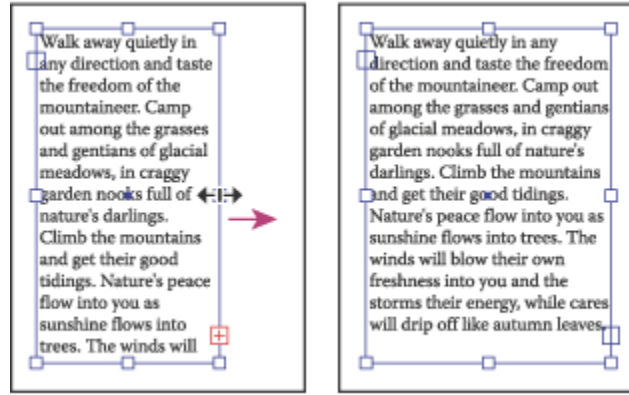 Walk away quietly in
any direction and taste
the freedom of the
mountaineer. Camp
out among the grasses
and gentians of glacial
meadows, in craggy
garden nooks full of
nature's darlings.
Climb the mountains
and get their good
tidings. Nature's peace
flow into you as
sunshine flows into
trees. The winds will
Walk away quietly in any
direction and taste the freedom
of the mountaineer. Camp out
among the grasses and gentians
of glacial meadows, in craggy
garden nooks full of nature's
darlings. Climb the mountains
and get their good tidings.
Nature's peace flow into you as
sunshine flows into trees. The
winds will blow their own
freshness into you and the
storms their energy, while cares
will drip off like autumn leaves.